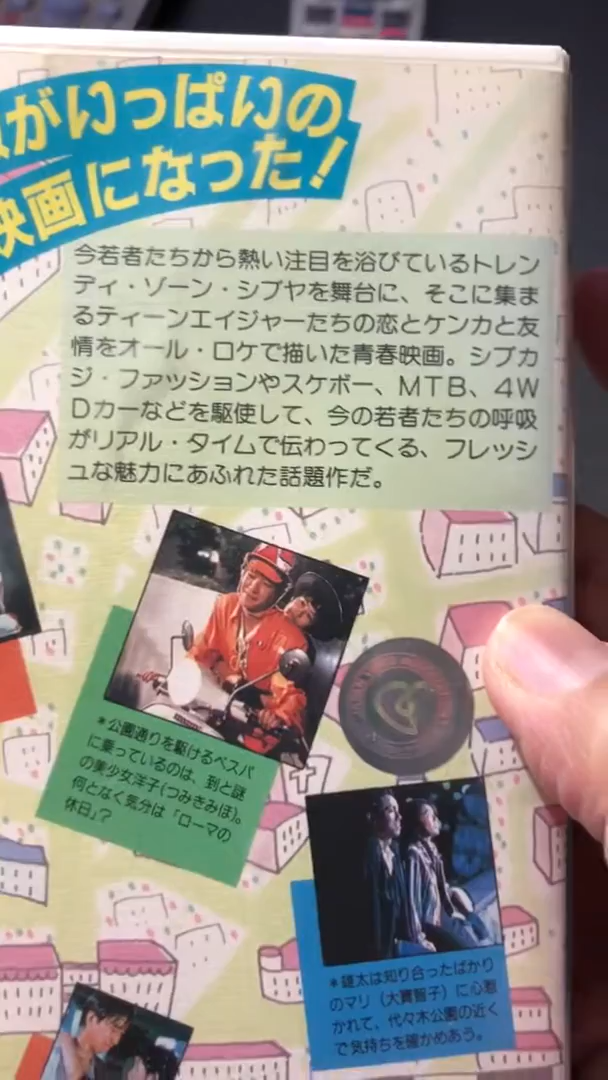 がいっぱいの
映画になった!
今若者たちから熱い注目を浴びているトレン
ディ・ゾーン・シブヤを舞台に、そこに集ま
るティーンエイジャーたちの恋とケンカと友
情をオール・ロケで描いた青春映画。シブカ
ジ・ファッションやスケボー、MTB、4W
Dカーなどを駆使して、今の若者たちの呼吸
がリアル・タイムで伝わってくる、フレッシ
ュな魅力にあふれた話題作だ。
*公園通りを駆けるベスパ
に乗っているのは、到と謎
の美少女洋子(つみきみほ)。
何となく気分は「ローマの
休日」?
*雄太は知り合ったばかり
のマリ(大寶智子)に心惹
かれて、代々木公園の近く
で気持ちを確かめあう。